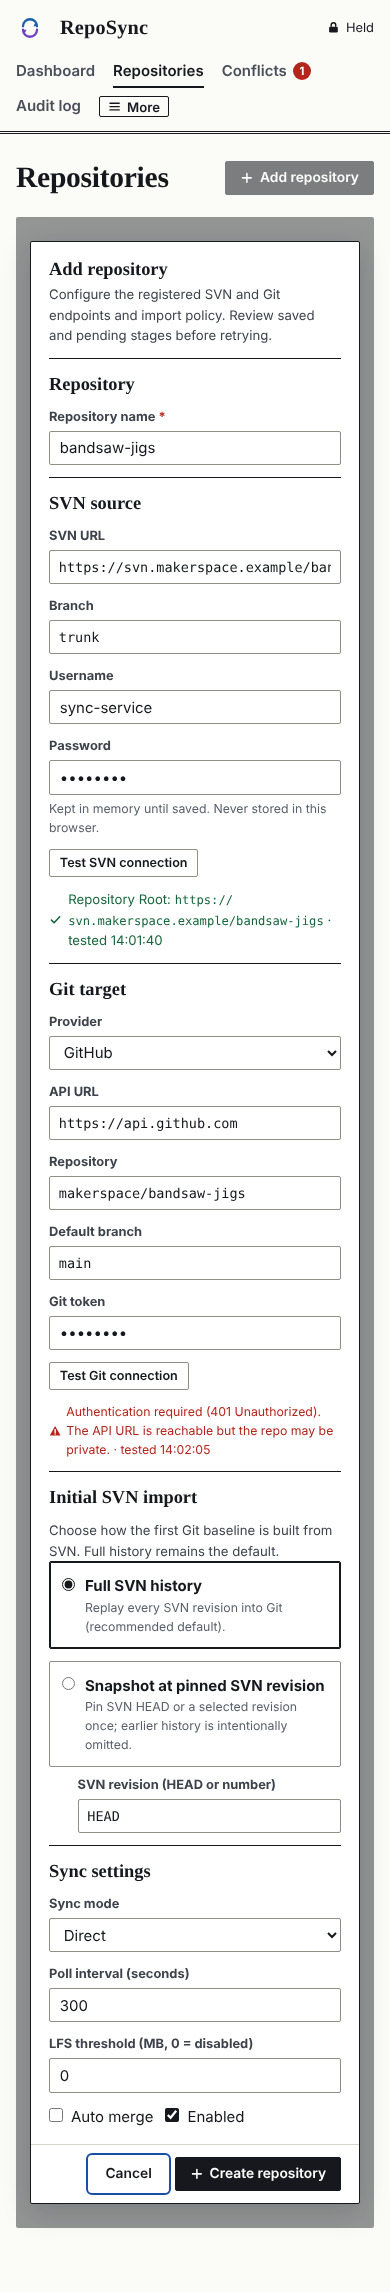 RepoSync
Held
Dashboard
Repositories
Conflicts 1
Audit log
More
Repositories
Add repository
Add repository
Configure the registered SVN and Git
endpoints and import policy. Review saved
and pending stages before retrying.
Repository
Repository name *
bandsaw-jigs
SVN source
SVN URL
https://svn.makerspace.example/ban
Branch
trunk
Username
sync-service
Password
••••••••
Kept in memory until saved. Never stored in this
browser.
Test SVN connection
Repository Root: https://
svn.makerspace.example/bandsaw-jigs ·
tested 14:01:40
Git target
Provider
GitHub
API URL
https://api.github.com
Repository
makerspace/bandsaw-jigs
Default branch
main
Git token
••••••••
Test Git connection
Authentication required (401 Unauthorized).
The API URL is reachable but the repo may be
private. · tested 14:02:05
Initial SVN import
Choose how the first Git baseline is built from
SVN. Full history remains the default.
Full SVN history
Replay every SVN revision into Git
(recommended default).
Snapshot at pinned SVN revision
Pin SVN HEAD or a selected revision
once; earlier history is intentionally
omitted.
SVN revision (HEAD or number)
HEAD
Sync settings
Sync mode
Direct
Poll interval (seconds)
300
LFS threshold (MB, 0 = disabled)
0
Auto merge
Enabled
Cancel
Create repository